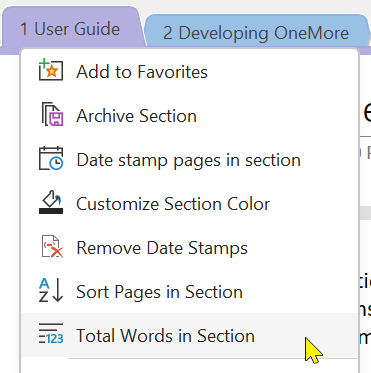 1 User Guide
2 Developing OneMore
Add to Favorites
Archive Section
Date stamp pages in section
Customize Section Color
Remove Date Stamps
A
Z
Sort Pages in Section
123
Total Words in Section